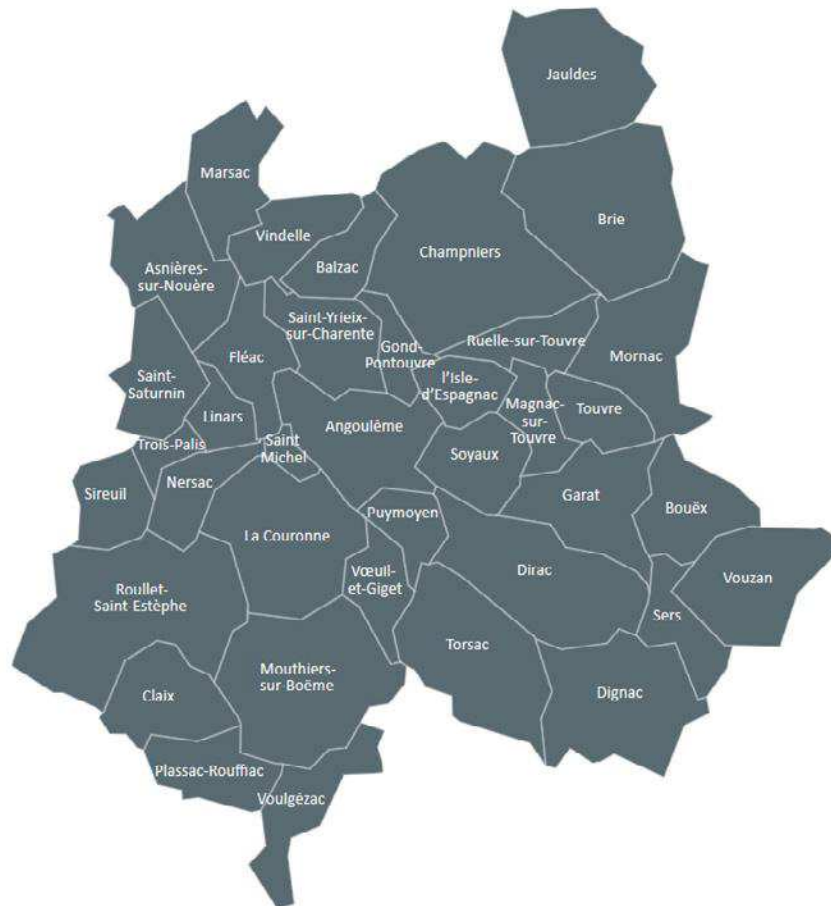 Jauldes
Marsac
Brie
Vindelle
Champniers
Balzac
Asnières-
sur-Nouère
Saint-Yrieix-
sur-Charente
Ruelle-sur-Touvre
Gond-
Pontouvre
Fléac
Mornac
Saint-
Saturnin
l'Isle-
d'Espagnac
Magnac-
sur-
Touvre
Touvre
Linars
Angoulême
Trois-Palis
Saint
Michel
Soyaux
Nersac
Sireuil
Garat
Bouëx
Puymoyen
La Couronne
Dirac
Vœuil-
et-Giget
Vouzan
Roullet-
Saint Estèphe
Sers
Torsac
Mouthiers-
sur-Boëme
Claix
Dignac
Plassac-Rouffiac
Voulgézac